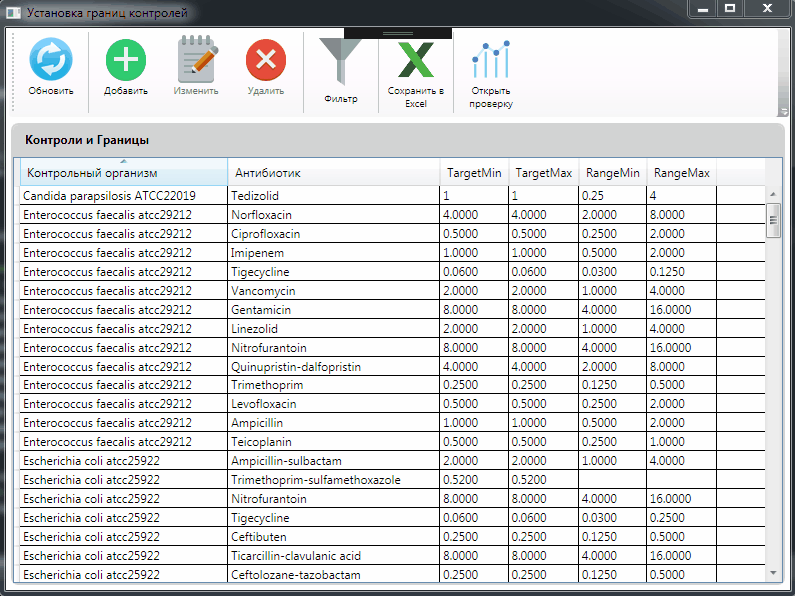 Установка границ контролей
Обновить
Добавить
Изменить
Удалить
Фильтр
Сохранить в
Excel
Открыть
проверку
Контроли и Границы
Контрольный организм Антибиотик TargetMin TargetMax RangeMin RangeMax
Candida parapsilosis ATCC22019 Tedizolid 1 1 0.25 4
Enterococcus faecalis atcc29212 Norfloxacin 4.0000 4.0000 2.0000 8.0000
Enterococcus faecalis atcc29212 Ciprofloxacin 0.5000 0.5000 0.2500 2.0000
Enterococcus faecalis atcc29212 Imipenem 1.0000 1.0000 0.5000 2.0000
Enterococcus faecalis atcc29212 Tigecycline 0.0600 0.0600 0.0300 0.1250
Enterococcus faecalis atcc29212 Vancomycin 2.0000 2.0000 1.0000 4.0000
Enterococcus faecalis atcc29212 Gentamicin 8.0000 8.0000 4.0000 16.0000
Enterococcus faecalis atcc29212 Linezolid 2.0000 2.0000 1.0000 4.0000
Enterococcus faecalis atcc29212 Nitrofurantoin 8.0000 8.0000 4.0000 16.0000
Enterococcus faecalis atcc29212 Quinupristin-dalfopristin 4.0000 4.0000 2.0000 8.0000
Enterococcus faecalis atcc29212 Trimethoprim 0.2500 0.2500 0.1250 0.5000
Enterococcus faecalis atcc29212 Levofloxacin 0.5000 0.5000 0.2500 2.0000
Enterococcus faecalis atcc29212 Ampicillin 1.0000 1.0000 0.5000 2.0000
Enterococcus faecalis atcc29212 Teicoplanin 0.5000 0.5000 0.2500 1.0000
Escherichia coli atcc25922 Ampicillin-sulbactam 2.0000 2.0000 1.0000 4.0000
Escherichia coli atcc25922 Trimethoprim-sulfamethoxazole 0.5200 0.5200
Escherichia coli atcc25922 Nitrofurantoin 8.0000 8.0000 4.0000 16.0000
Escherichia coli atcc25922 Tigecycline 0.0600 0.0600 0.0300 0.2500
Escherichia coli atcc25922 Ceftibuten 0.2500 0.2500 0.1250 0.5000
Escherichia coli atcc25922 Ticarcillin-clavulanic acid 8.0000 8.0000 4.0000 16.0000
Escherichia coli atcc25922 Ceftolozane-tazobactam 0.2500 0.2500 0.1250 0.5000